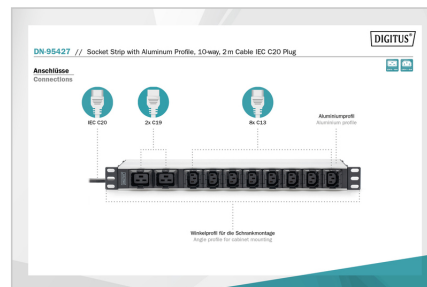 DIGITUS®
DN-95427 // Socket Strip with Aluminum Profile, 10-way, 2 m Cable IEC C20 Plug
Anschlüsse
Connections
IEC C20
2x C19
8x C13
Aluminiumprofil
Aluminium profile
Winkelprofil für die Schrankmontage
Angle profile for cabinet mounting